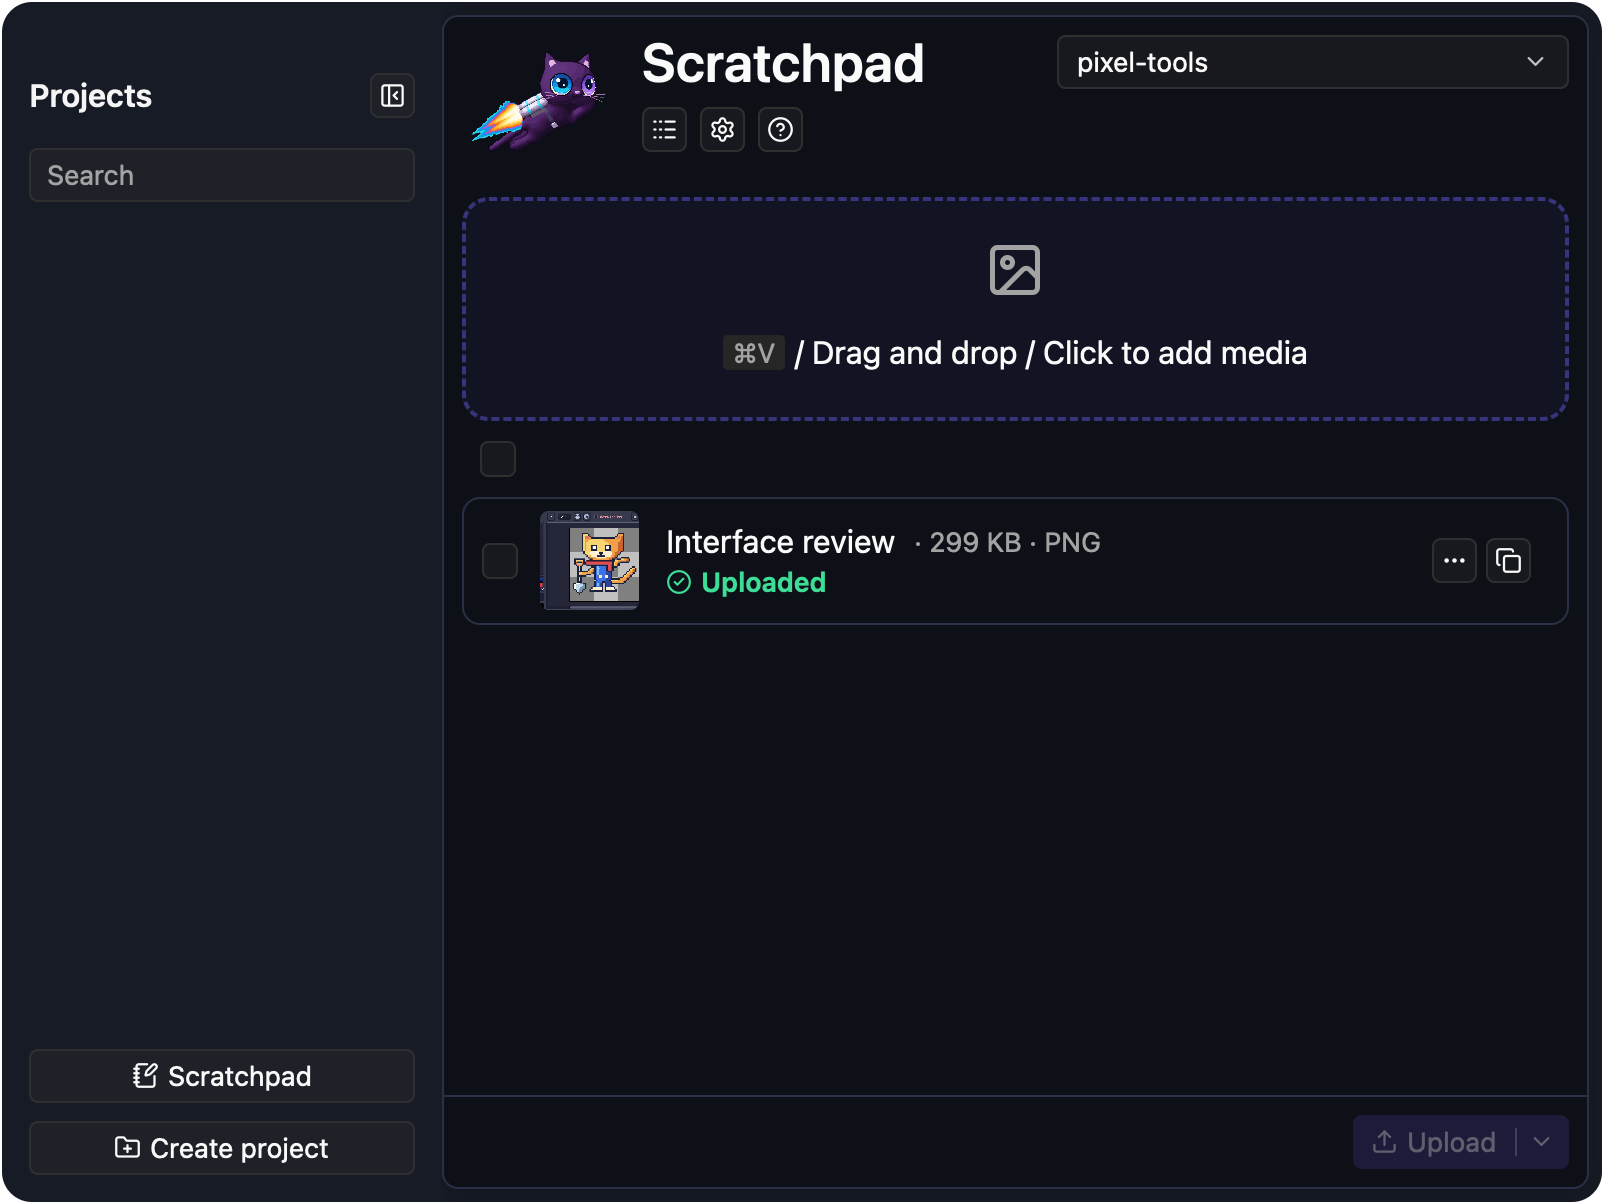 Projects
Search
Scratchpad
Create project
Scratchpad
pixel-tools
⌘V / Drag and drop / Click to add media
Interface review · 299 KB · PNG
Uploaded
Upload